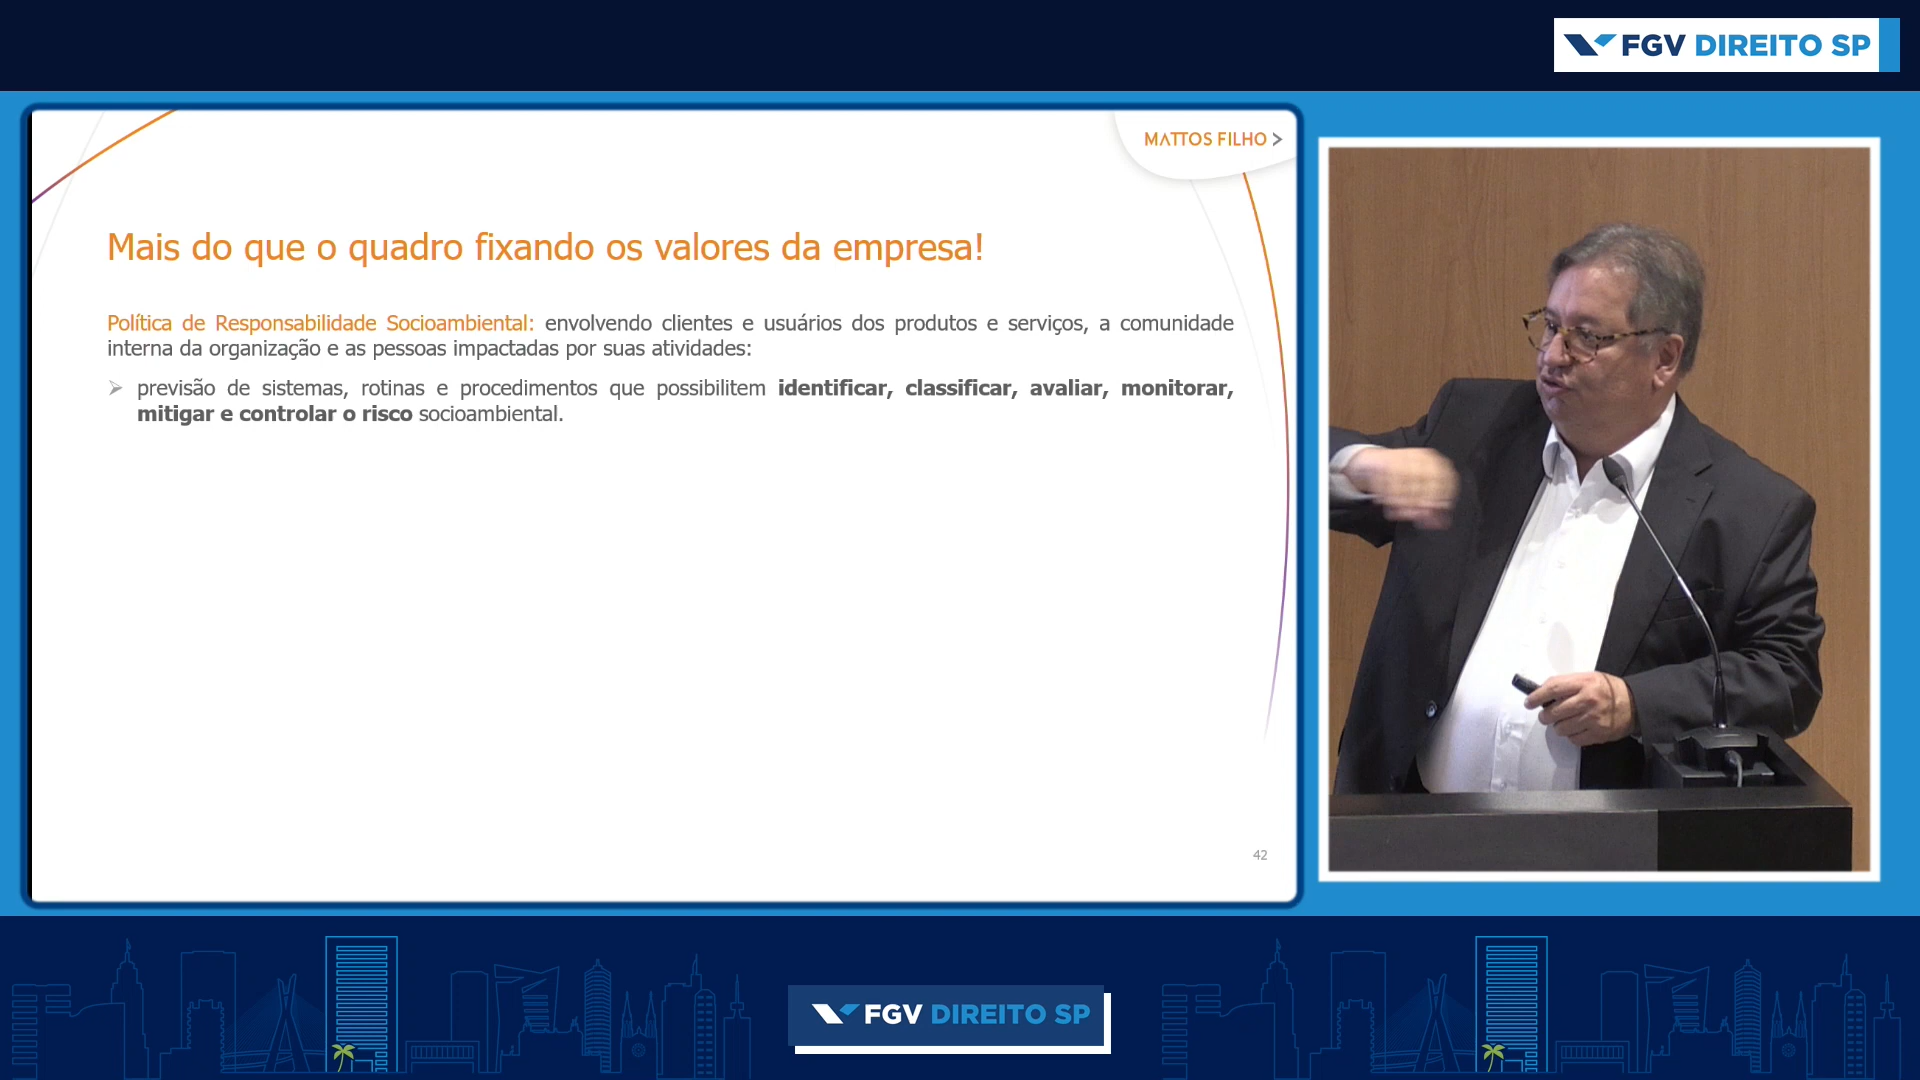 FGV DIREITO SP
MATTOS FILHO >
Mais do que o quadro fixando os valores da empresa!
Política de Responsabilidade Socioambiental: envolvendo clientes e usuários dos produtos e serviços, a comunidade
interna da organização e as pessoas impactadas por suas atividades:
➢ previsão de sistemas, rotinas e procedimentos que possibilitem identificar, classificar, avaliar, monitorar,
mitigar e controlar o risco socioambiental.
42
FGV DIREITO SP